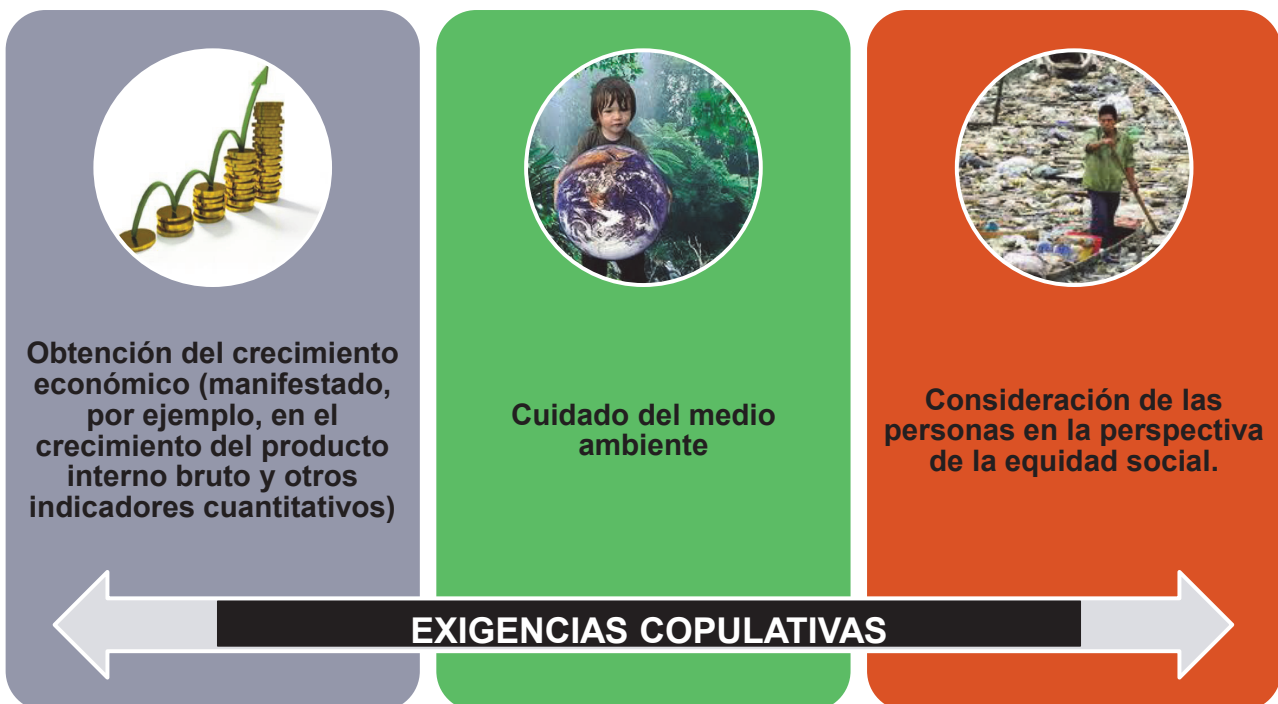 Obtención del crecimiento
económico (manifestado,
por ejemplo, en el
crecimiento del producto
interno bruto y otros
indicadores cuantitativos)
Cuidado del medio
ambiente
Consideración de las
personas en la perspectiva
de la equidad social.
EXIGENCIAS COPULATIVAS